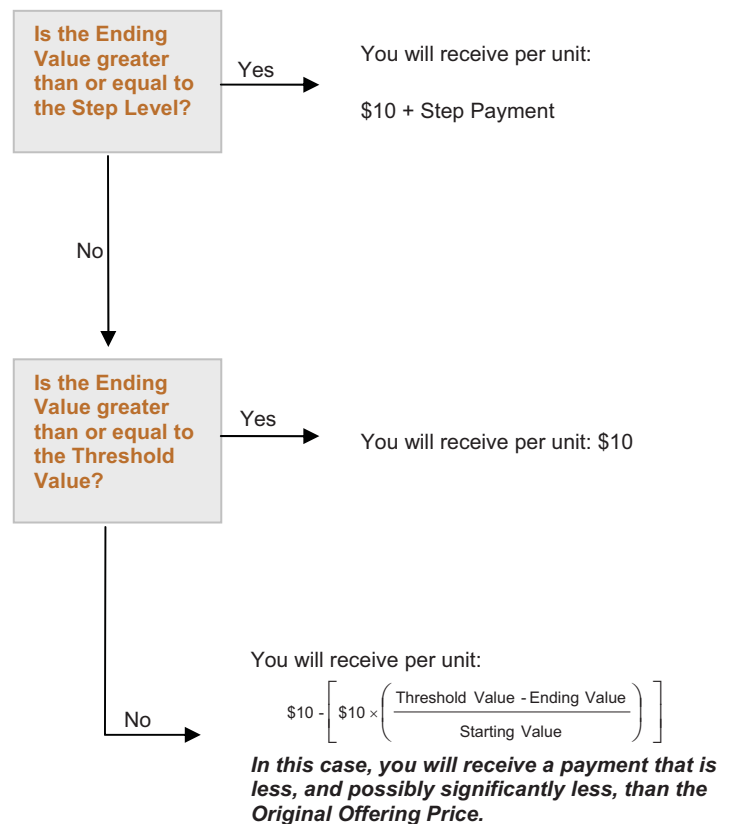 Is the Ending
Value greater
than or equal to
the Step Level?
Yes
You will receive per unit:
$10 + Step Payment
No
Is the Ending
Value greater
than or equal to
the Threshold
Value?
Yes
You will receive per unit: $10
No
You will receive per unit:
$10 - [ $10 × ( Threshold Value - Ending Value / Starting Value ) ]
In this case, you will receive a payment that is
less, and possibly significantly less, than the
Original Offering Price.